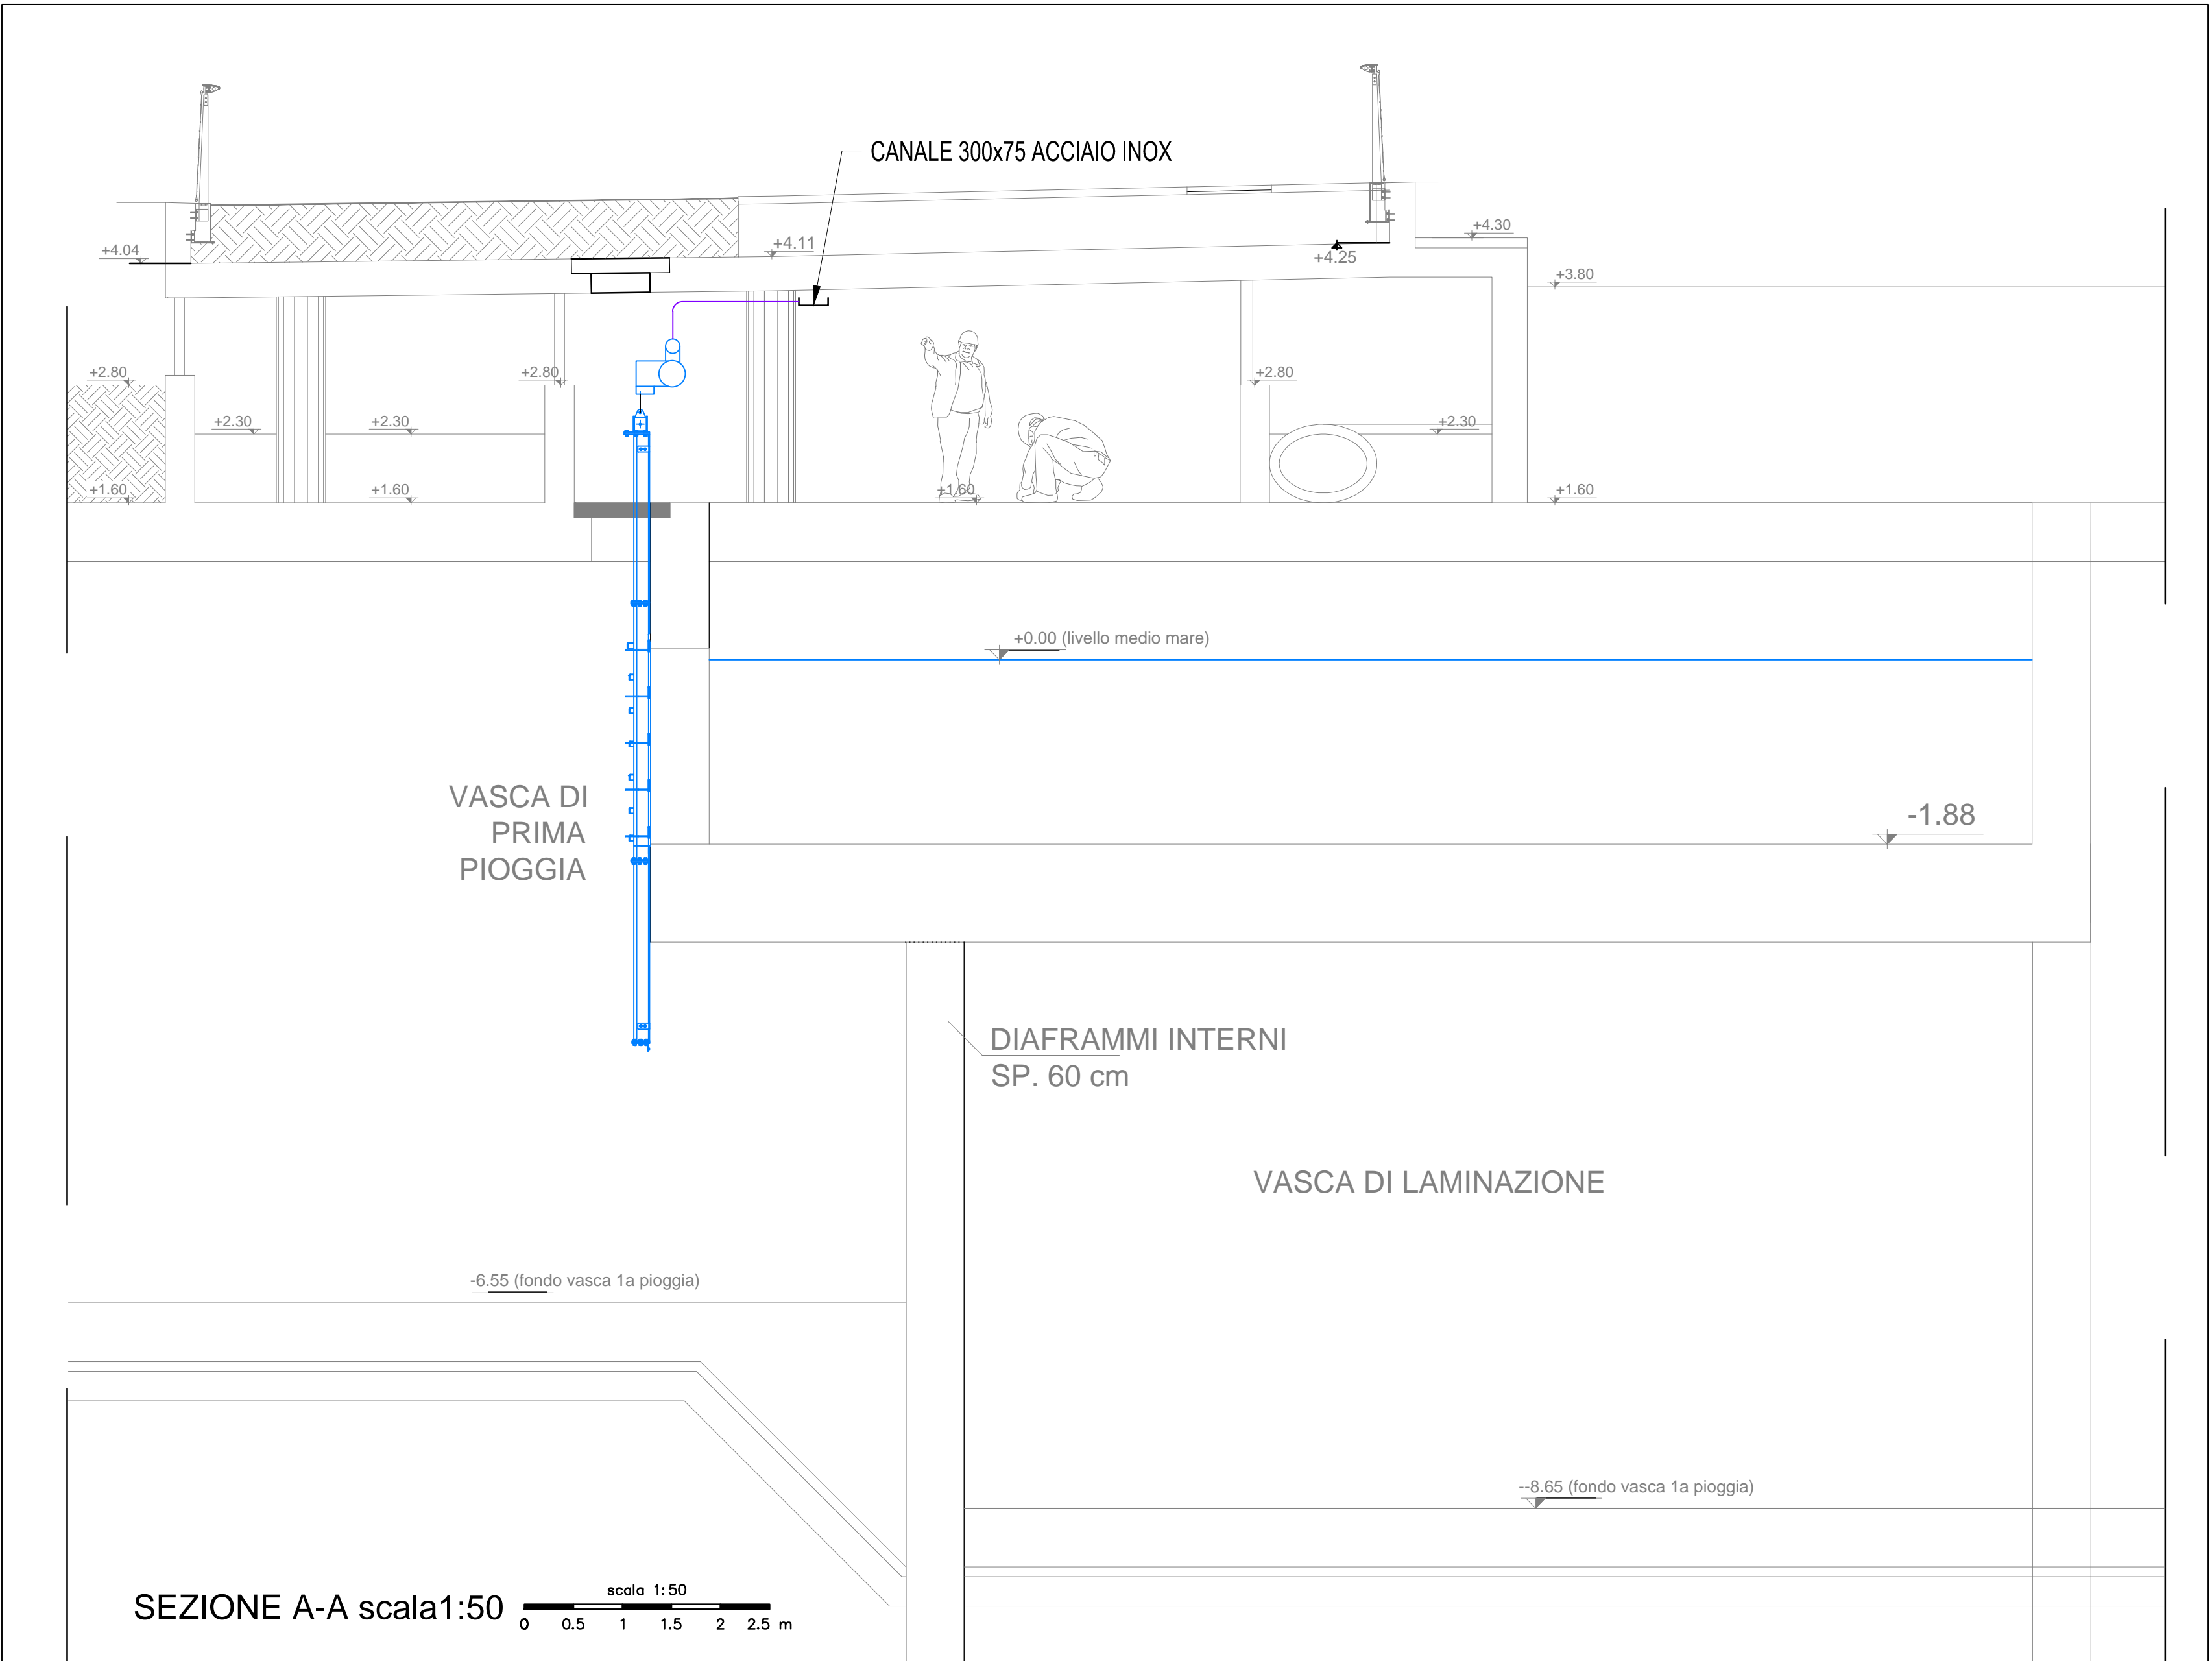 CANALE 300x75 ACCIAIO INOX
+4.30
+4.04
+4.11
+4.25
+3.80
+2.80
+2.80
+2.80
+2.30
+2.30
+2.30
+1.60
+1.60
+1.60
+1.60
+0.00 (livello medio mare)
VASCA DI
PRIMA
PIOGGIA
-1.88
DIAFRAMMI INTERNI
SP. 60 cm
VASCA DI LAMINAZIONE
-6.55 (fondo vasca 1a pioggia)
--8.65 (fondo vasca 1a pioggia)
SEZIONE A-A scala1:50
scala 1:50
0 0.5 1 1.5 2 2.5 m